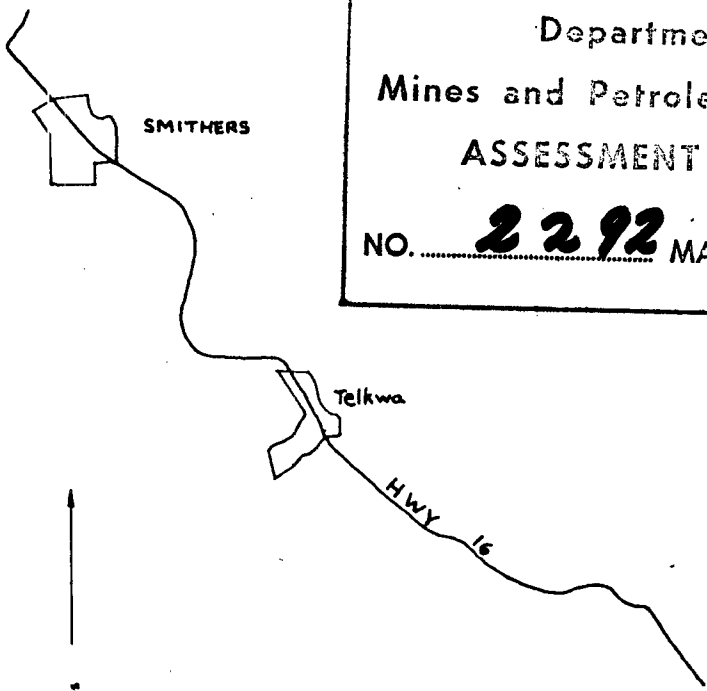 Departme
Mines and Petrole
ASSESSMENT
NO. 2292 MA
SMITHERS
Telkwa
HWY 16